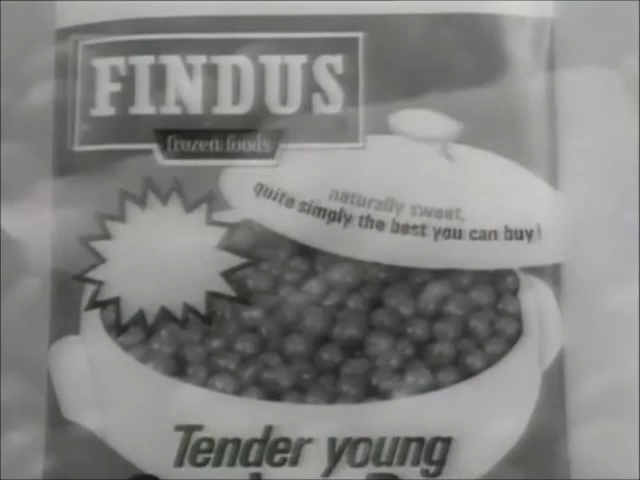 FINDUS
frozen foods
naturally sweet,
quite simply the best you can buy!
Tender young